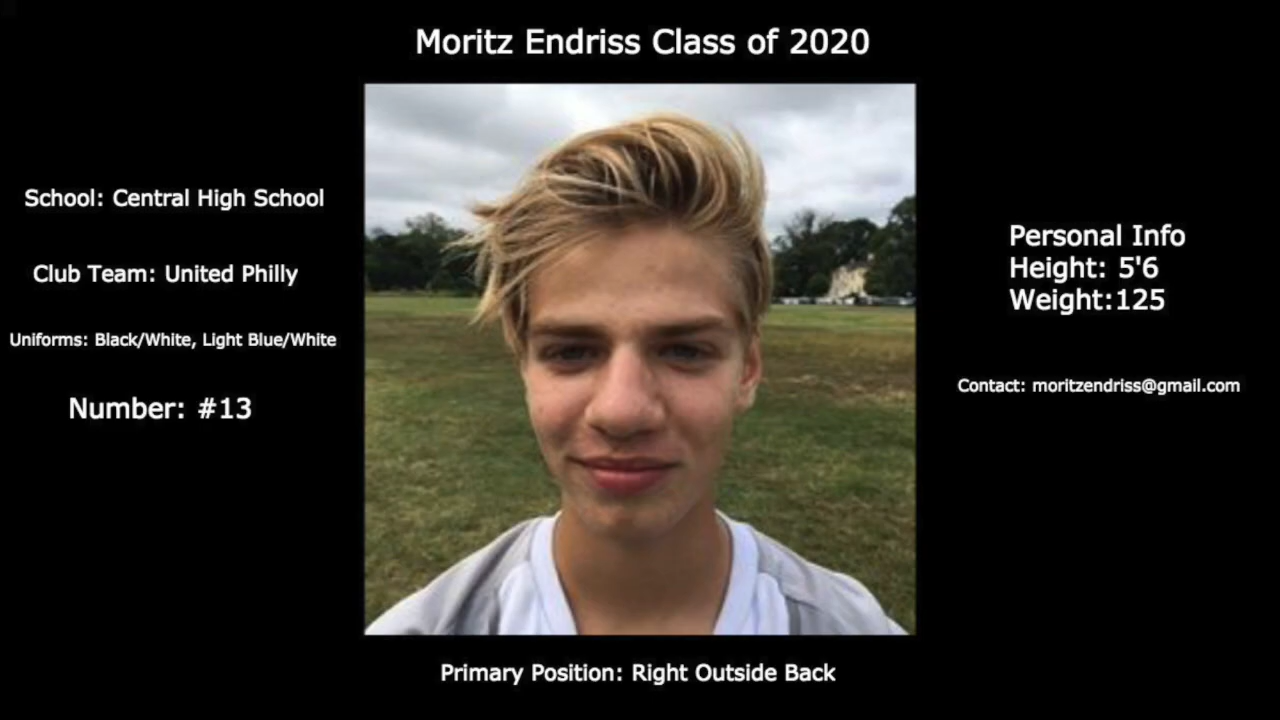 Moritz Endriss Class of 2020
School: Central High School
Club Team: United Philly
Uniforms: Black/White, Light Blue/White
Number: #13
Personal Info
Height: 5'6
Weight:125
Contact: moritzendriss@gmail.com
Primary Position: Right Outside Back